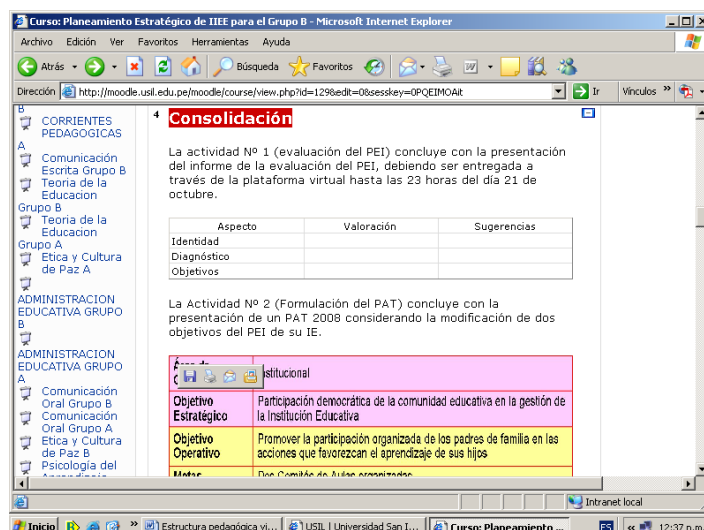 Curso: Planeamiento Estratégico de IIEE para el Grupo B - Microsoft Internet Explorer
Archivo Edición Ver Favoritos Herramientas Ayuda
Atrás Búsqueda Favoritos
Dirección http://moodle.usil.edu.pe/moodle/course/view.php?id=129&edit=0&sesskey=0PQEIMOAit Ir Vínculos »
B
CORRIENTES
PEDAGOGICAS
A
Comunicación
Escrita Grupo B
Teoria de la
Educacion
Grupo B
Teoria de la
Educacion
Grupo A
Etica y Cultura
de Paz A
ADMINISTRACION
EDUCATIVA GRUPO
B
ADMINISTRACION
EDUCATIVA GRUPO
A
Comunicación
Oral Grupo B
Comunicación
Oral Grupo A
Etica y Cultura
de Paz B
Psicología del
Aprendizaje
4 Consolidación
La actividad Nº 1 (evaluación del PEI) concluye con la presentación
del informe de la evaluación del PEI, debiendo ser entregada a
través de la plataforma virtual hasta las 23 horas del día 21 de
octubre.
Aspecto Valoración Sugerencias
Identidad
Diagnóstico
Objetivos
La Actividad Nº 2 (Formulación del PAT) concluye con la
presentación de un PAT 2008 considerando la modificación de dos
objetivos del PEI de su IE.
Institucional
Objetivo Participación democrática de la comunidad educativa en la gestión de
Estratégico la Institución Educativa
Objetivo Promover la participación organizada de los padres de familia en las
Operativo acciones que favorezcan el aprendizaje de sus hijos
Metas Dos Comités de Aulas organizadas
Intranet local
Inicio » Estructura pedagógica vi... USIL | Universidad San I... Curso: Planeamiento ... ES « 12:37 p.m.